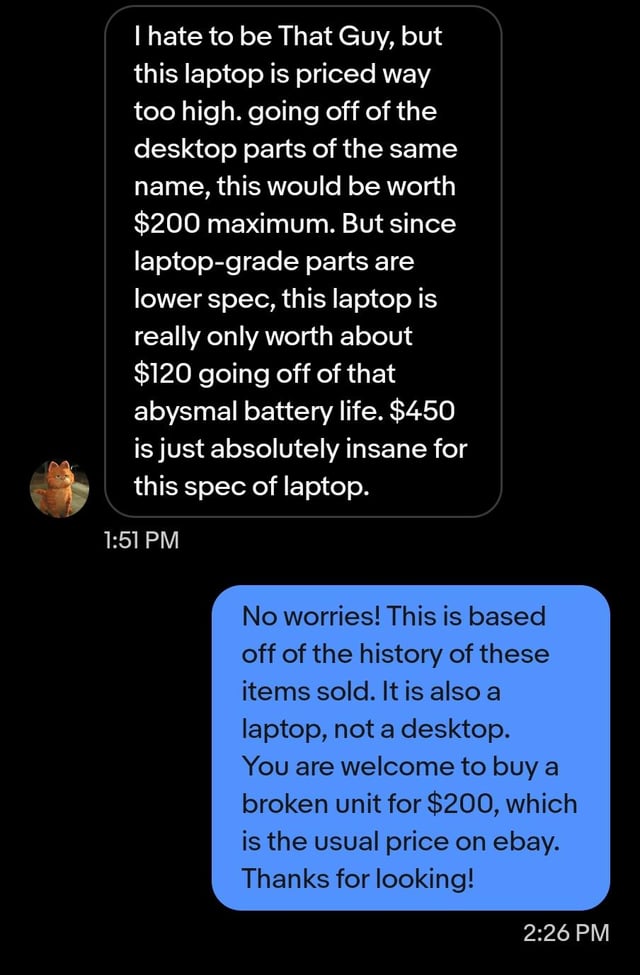 I hate to be That Guy, but
this laptop is priced way
too high. going off of the
desktop parts of the same
name, this would be worth
$200 maximum. But since
laptop-grade parts are
lower spec, this laptop is
really only worth about
$120 going off of that
abysmal battery life. $450
is just absolutely insane for
this spec of laptop.
1:51 PM
No worries! This is based
off of the history of these
items sold. It is also a
laptop, not a desktop.
You are welcome to buy a
broken unit for $200, which
is the usual price on ebay.
Thanks for looking!
2:26 PM